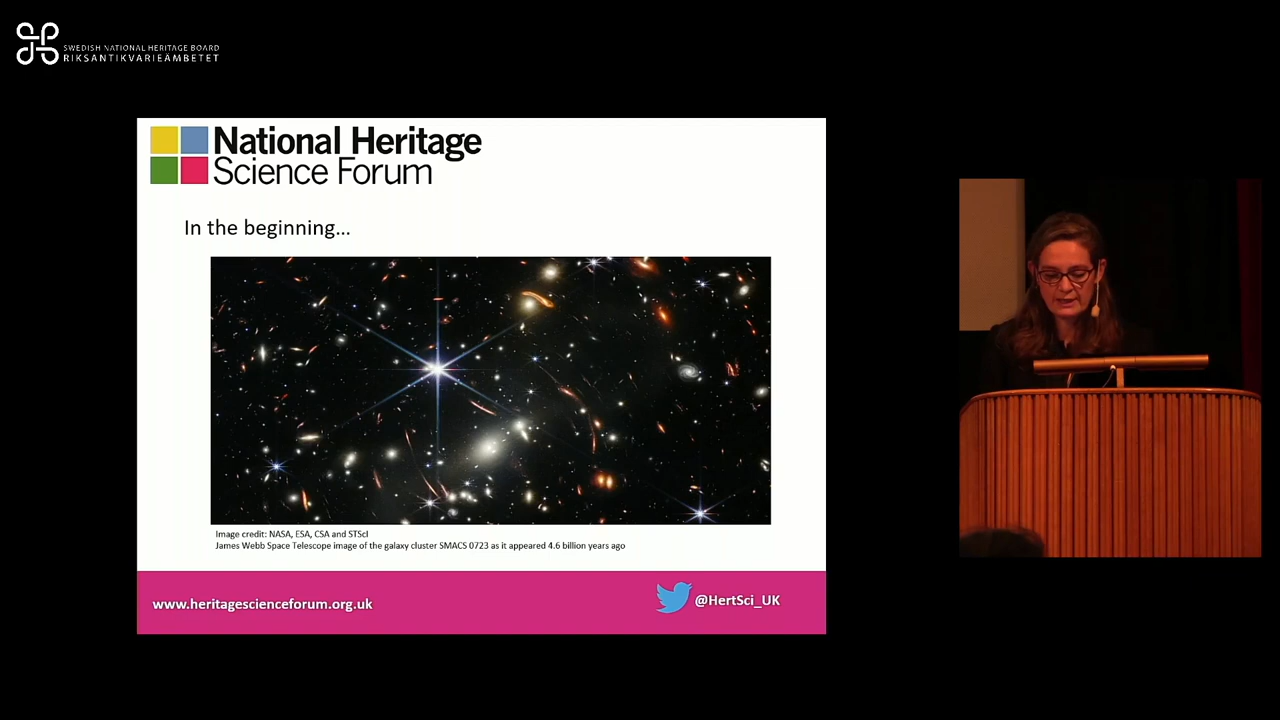 SWEDISH NATIONAL HERITAGE BOARD
RIKSANTIKVARIEÄMBETET
National Heritage
Science Forum
In the beginning...
Image credit: NASA, ESA, CSA and STScI
James Webb Space Telescope image of the galaxy cluster SMACS 0723 as it appeared 4.6 billion years ago
www.heritagescienceforum.org.uk
@HertSci_UK